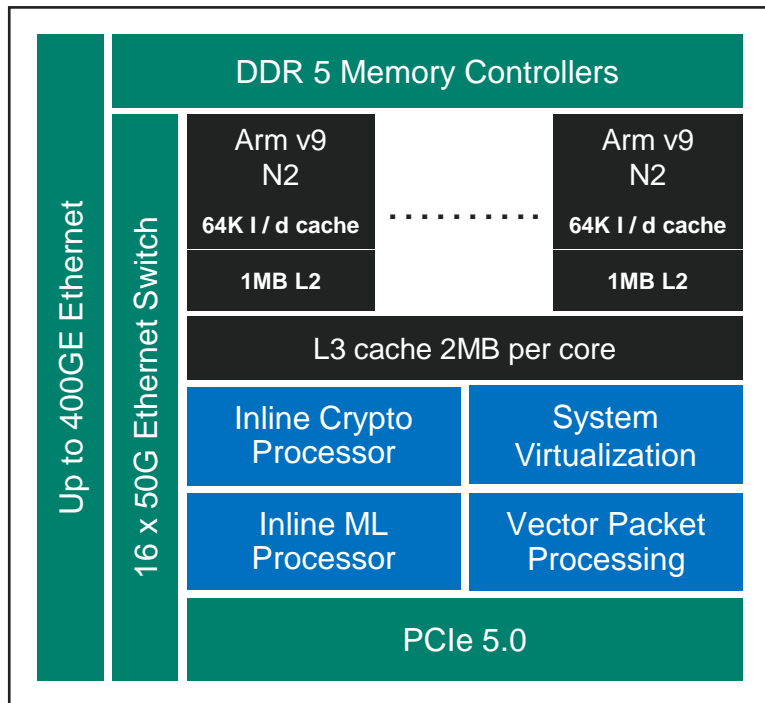 DDR 5 Memory Controllers
Up to 400GE Ethernet
16 x 50G Ethernet Switch
Arm v9
N2
64K I / d cache
1MB L2
..........
Arm v9
N2
64K I / d cache
1MB L2
L3 cache 2MB per core
Inline Crypto
Processor
System
Virtualization
Inline ML
Processor
Vector Packet
Processing
PCIe 5.0